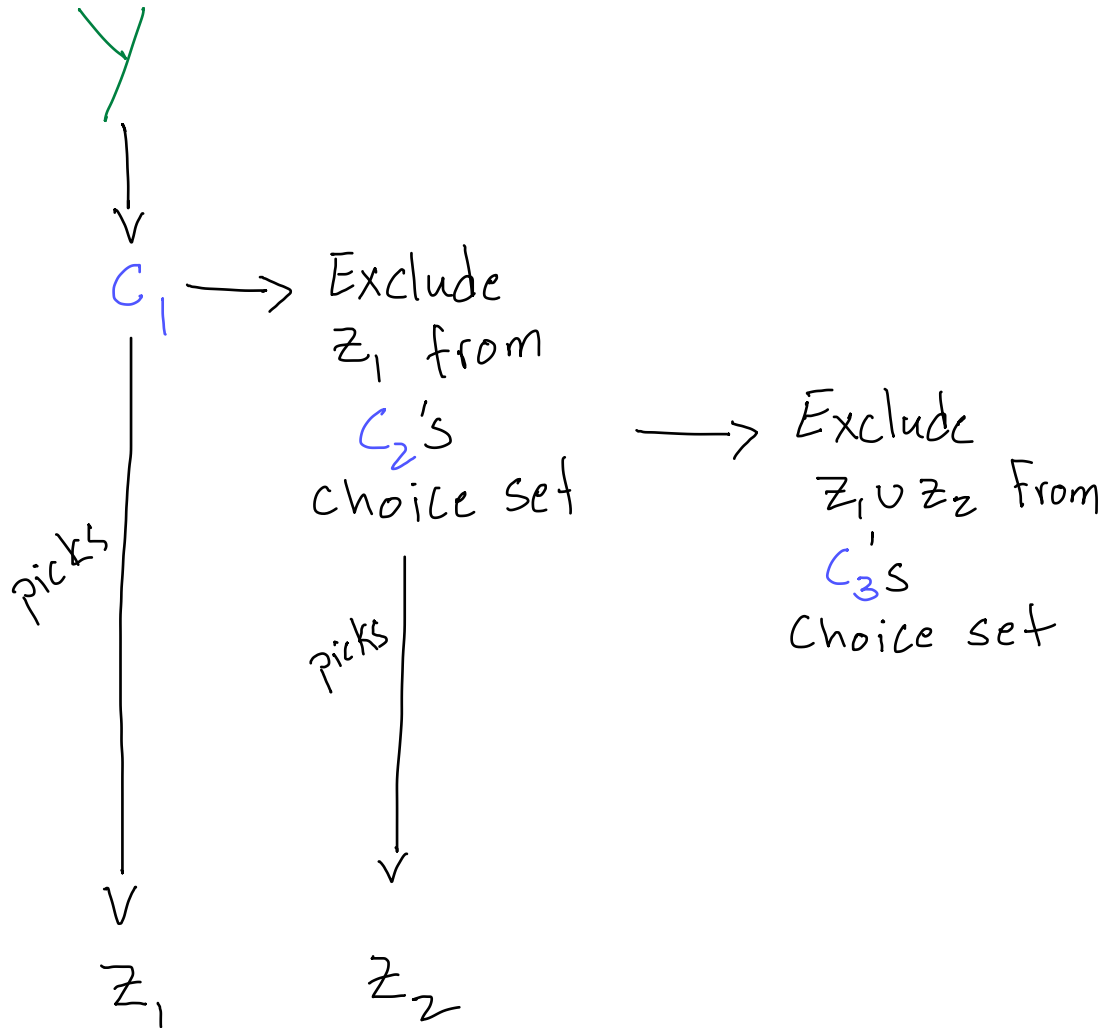 Y
C₁
Exclude
Z₁ from
C₂'s
choice set
Exclude
Z₁ ∪ Z₂ from
C₃'s
choice set
picks
picks
Z₁
Z₂